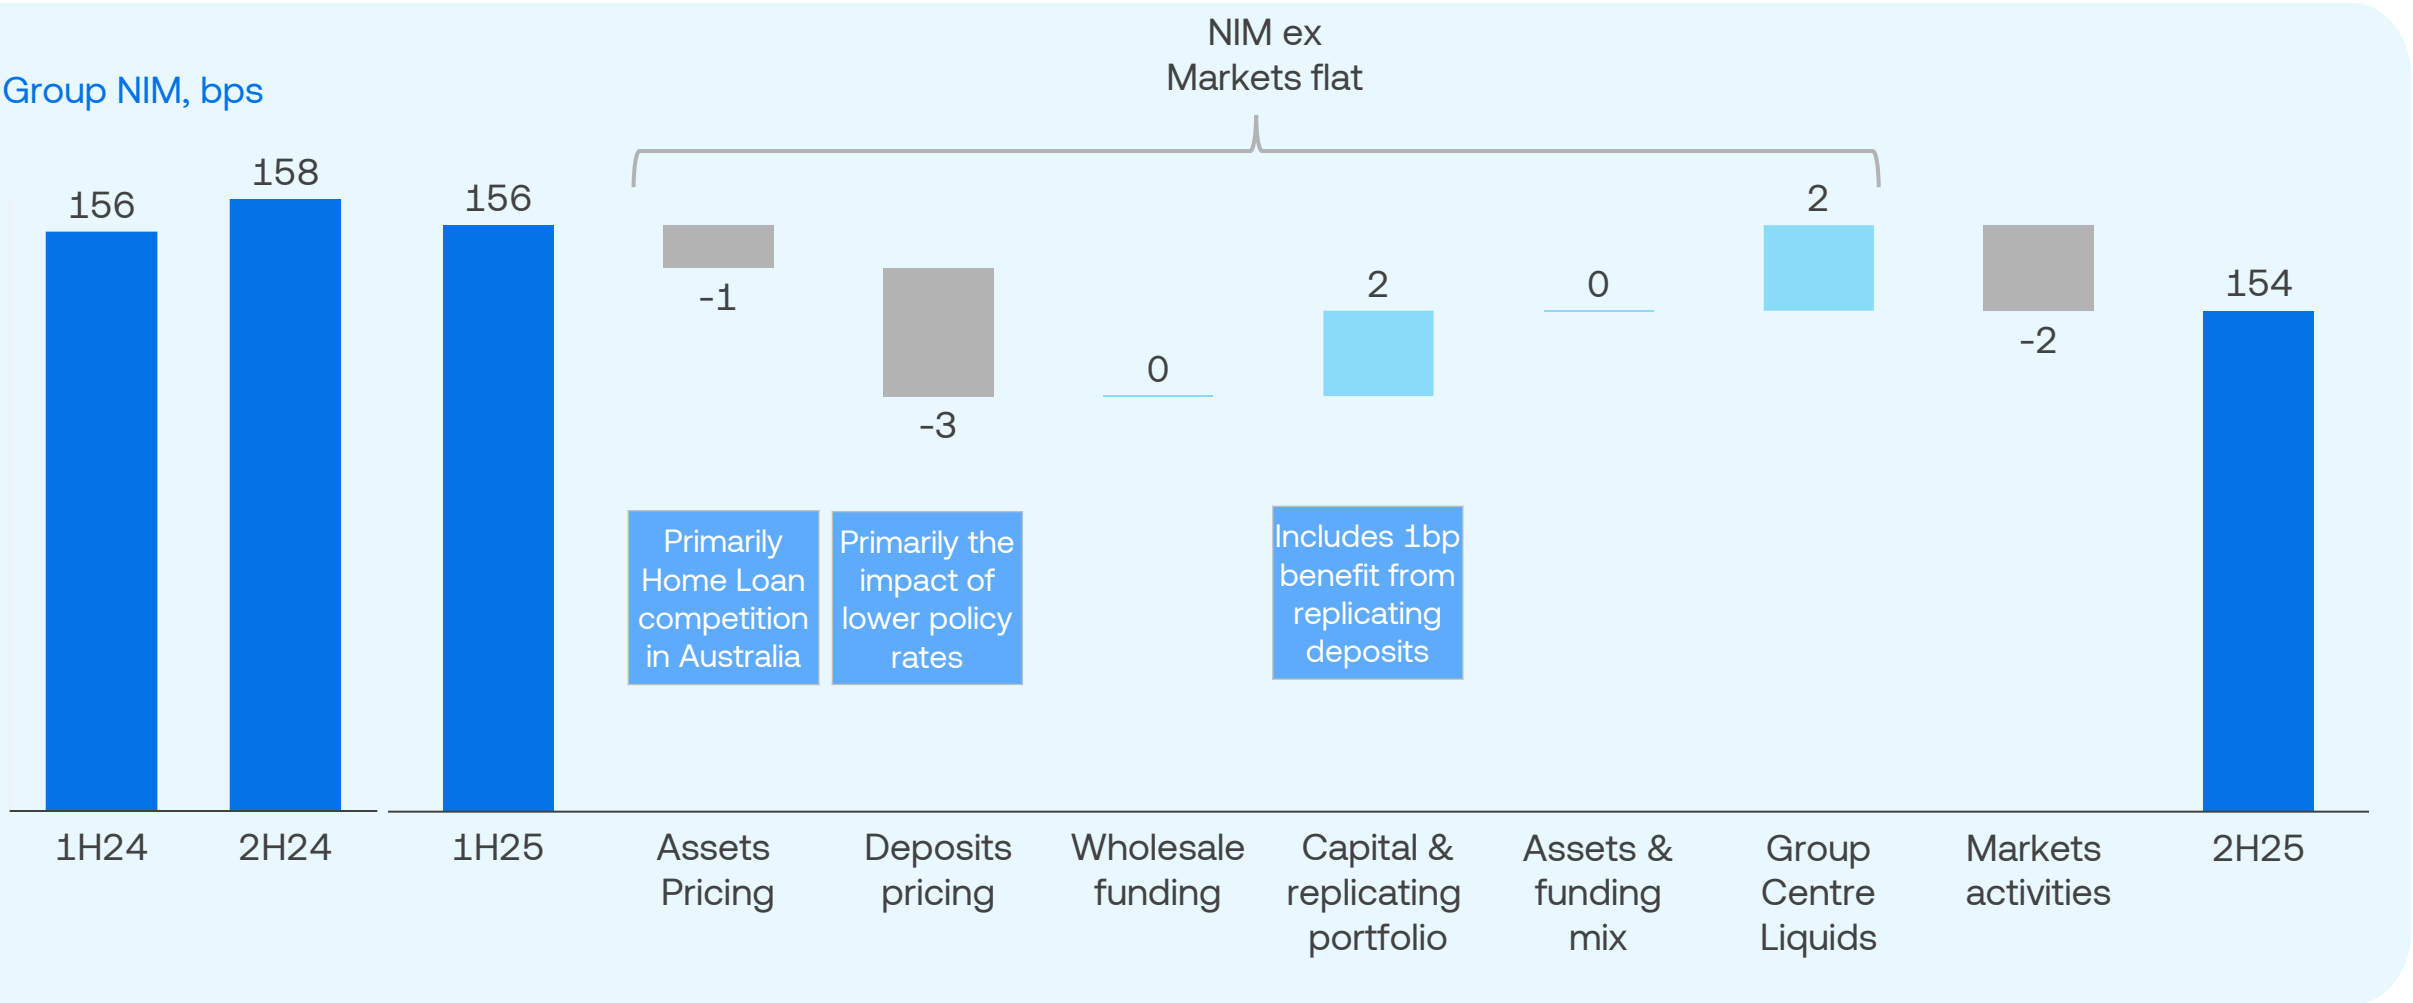 NIM ex
Markets flat
Group NIM, bps
156
158
156
-1
-3
0
2
0
2
-2
154
Primarily
Home Loan
competition
in Australia
Primarily the
impact of
lower policy
rates
Includes 1bp
benefit from
replicating
deposits
1H24
2H24
1H25
Assets
Pricing
Deposits
pricing
Wholesale
funding
Capital &
replicating
portfolio
Assets &
funding
mix
Group
Centre
Liquids
Markets
activities
2H25